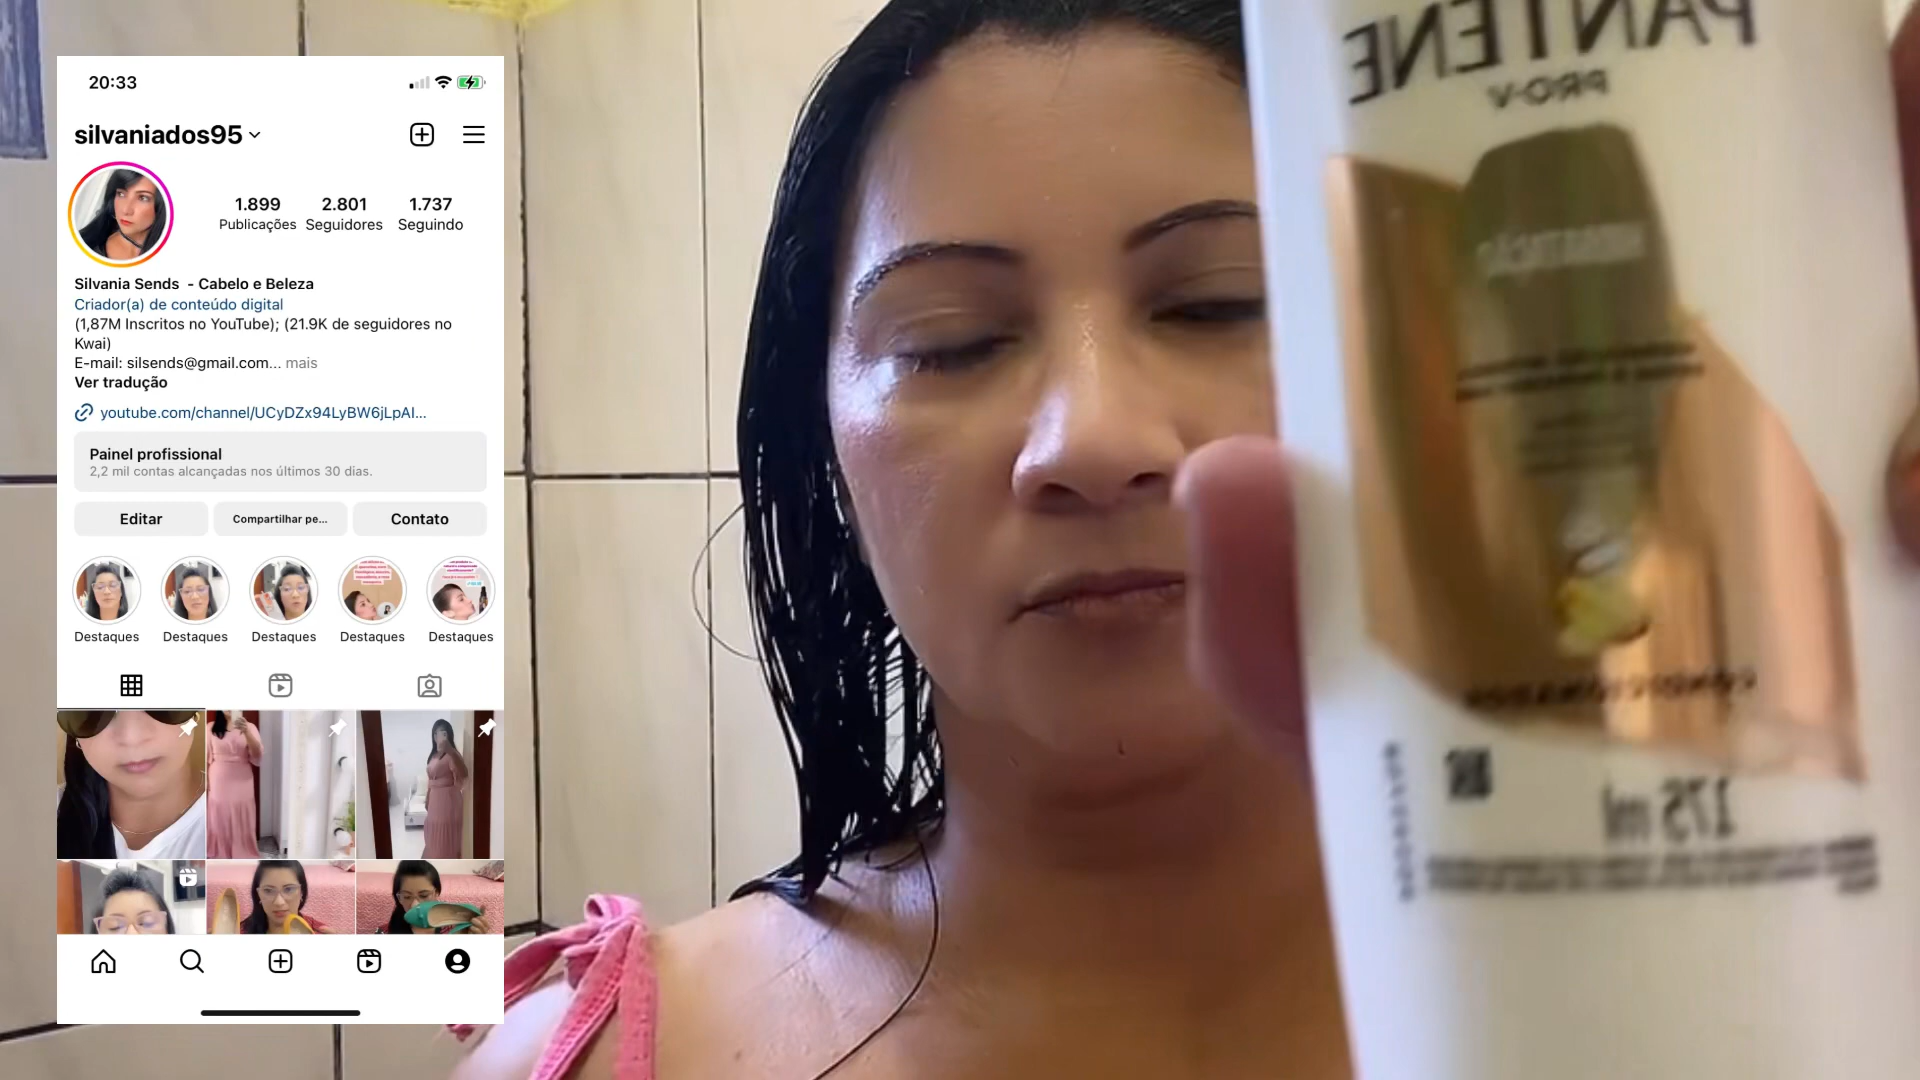 20:33
silvaniados95
1.899
2.801
1.737
Publicações
Seguidores
Seguindo
Silvania Sends - Cabelo e Beleza
Criador(a) de conteúdo digital
(1,87M Inscritos no YouTube); (21.9K de seguidores no
Kwai)
E-mail: silsends@gmail.com... mais
Ver tradução
youtube.com/channel/UCyDZx94LyBW6jLpAI...
Painel profissional
2,2 mil contas alcançadas nos últimos 30 dias.
Editar
Compartilhar pe...
Contato
Destaques
Destaques
Destaques
Destaques
Destaques
PANTENE
PRO-V
HIDRATAÇÃO
CONDICIONADOR
175 ml